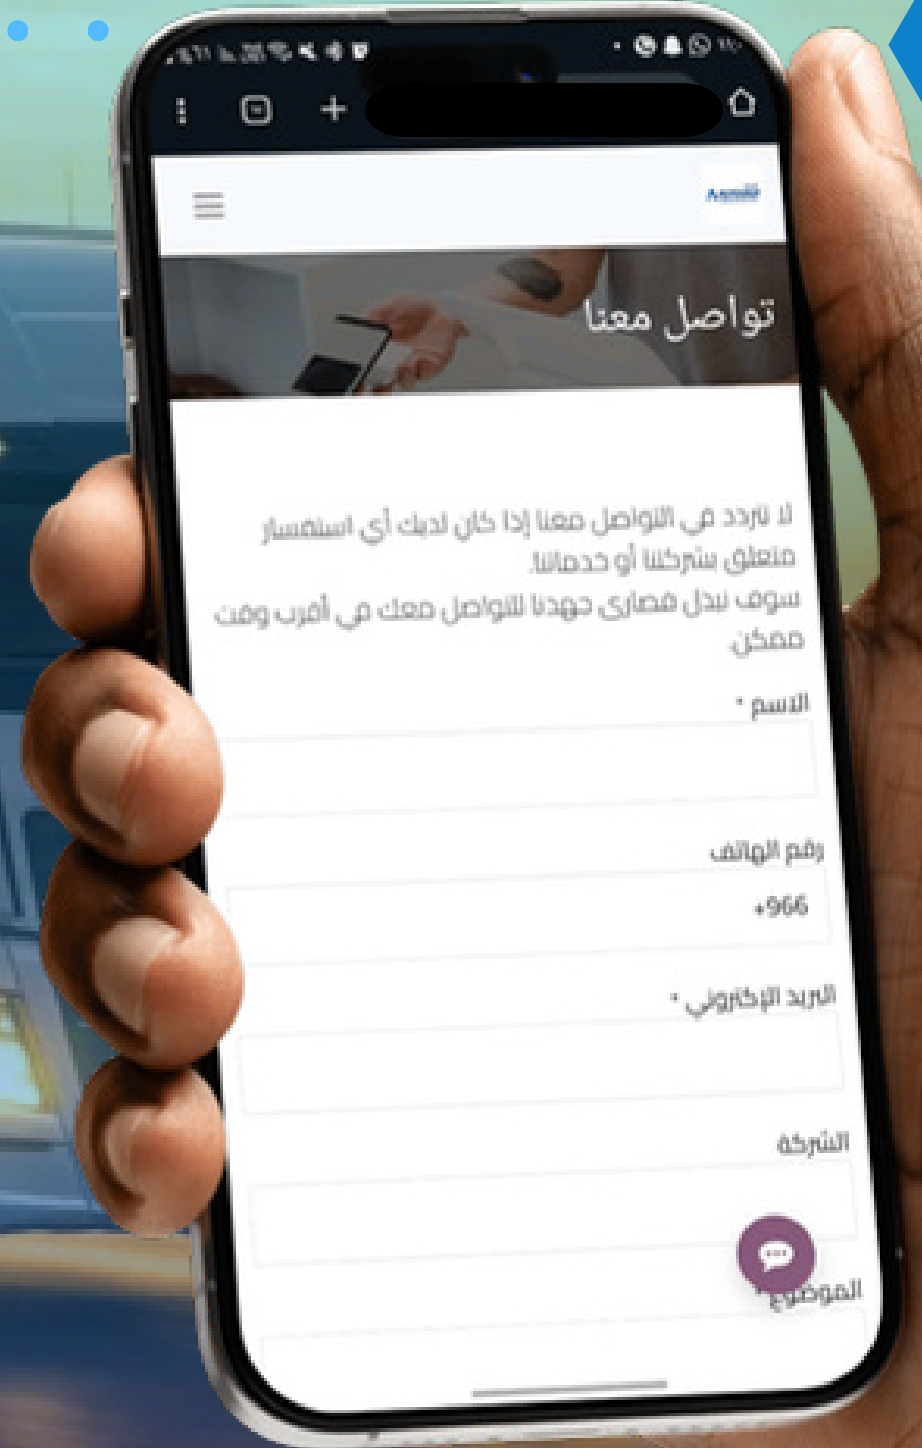 تواصل معنا
لا تتردد في التواصل معنا إذا كان لديك أي استفسار
متعلق بشركتنا أو خدماتنا.
سوف نبذل قصارى جهدنا للتواصل معك في أقرب وقت
ممكن.
الاسم *
رقم الهاتف
+966
البريد الإكتروني *
الشركة
الموضوع *